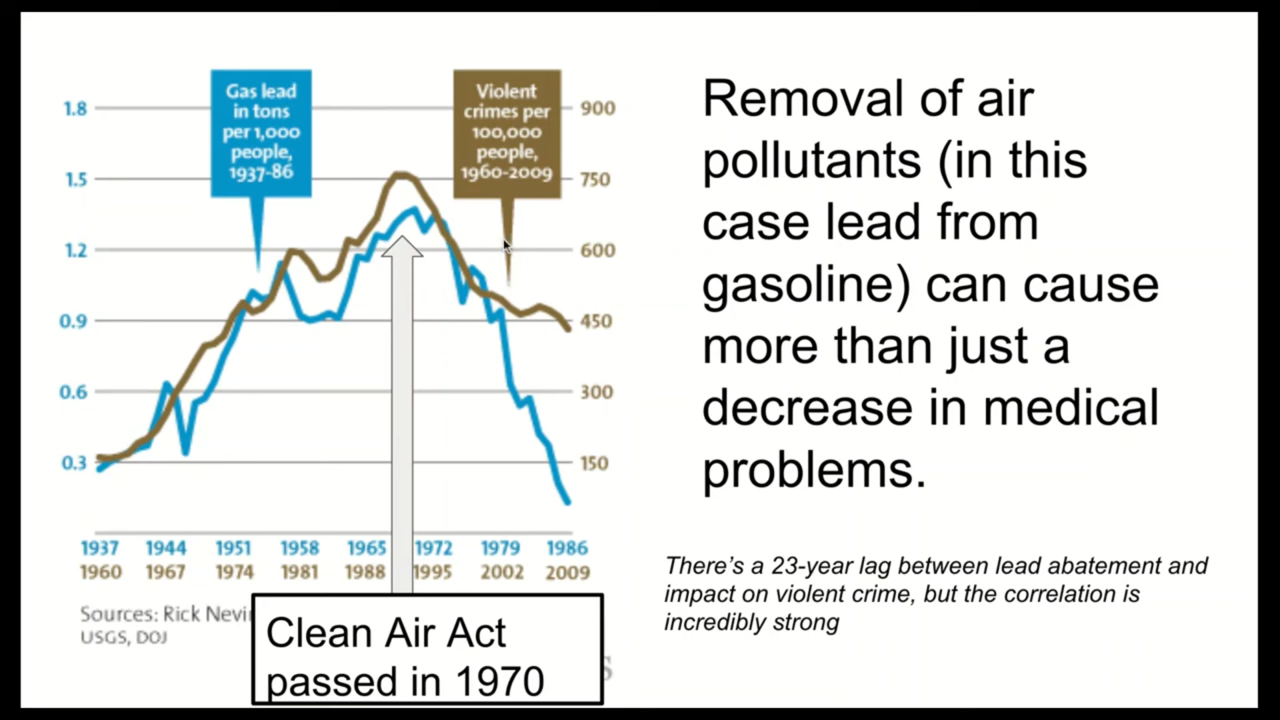 Gas lead
in tons
per 1,000
people,
1937-86
Violent
crimes per
100,000
people,
1960-2009
1.8
1.5
1.2
0.9
0.6
0.3
900
750
600
450
300
150
1937 1944 1951 1958 1965 1972 1979 1986
1960 1967 1974 1981 1988 1995 2002 2009
Sources: Rick
USGS, DOJ
Clean Air Act
passed in 1970
Removal of air
pollutants (in this
case lead from
gasoline) can cause
more than just a
decrease in medical
problems.
There's a 23-year lag between lead abatement and
impact on violent crime, but the correlation is
incredibly strong